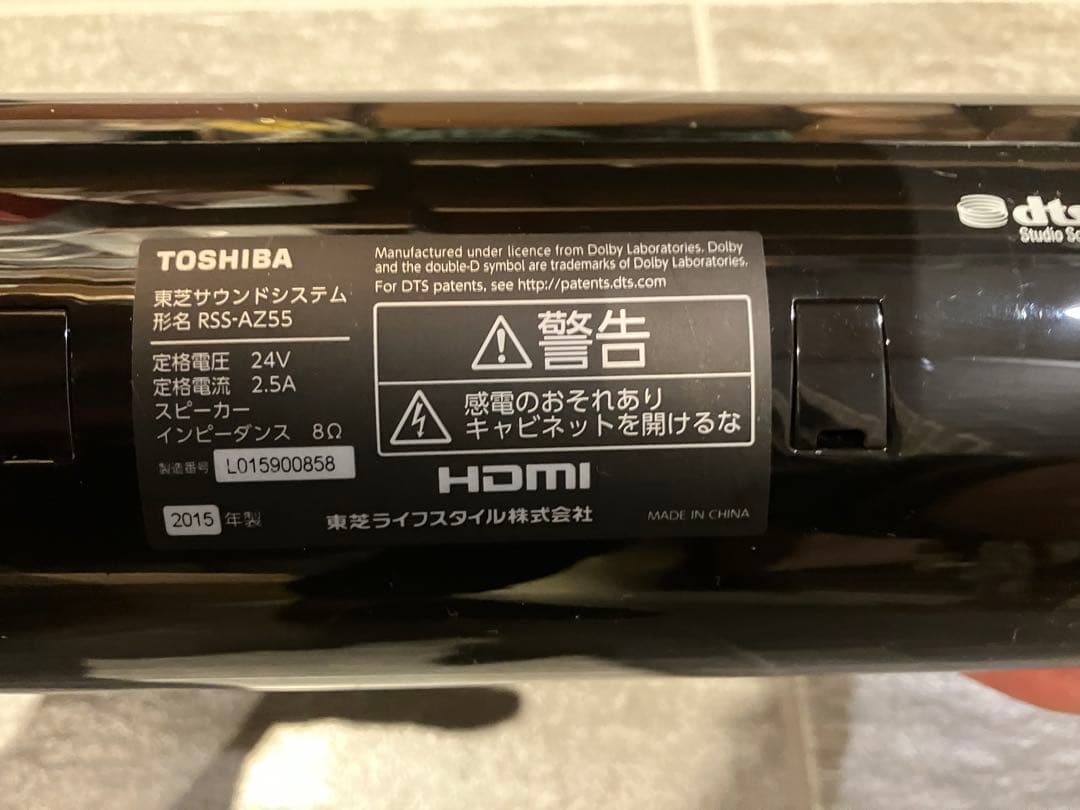 TOSHIBA
東芝サウンドシステム
形名 RSS-AZ55
定格電圧 24V
定格電流 2.5A
スピーカー
インピーダンス 8Ω
製造番号 L015900858
2015 年製
Manufactured under licence from Dolby Laboratories. Dolby
and the double-D symbol are trademarks of Dolby Laboratories.
For DTS patents, see http://patents.dts.com
警告
感電のおそれあり
キャビネットを開けるな
HDMI
東芝ライフスタイル株式会社
MADE IN CHINA
dts
Studio